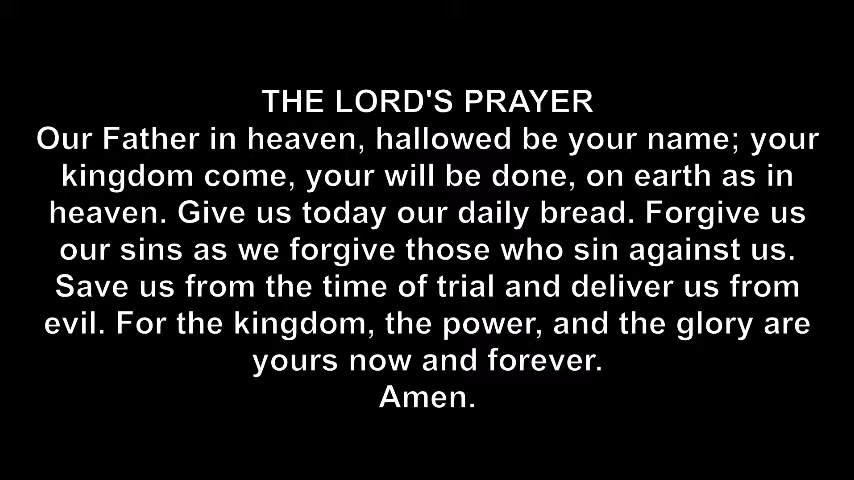 THE LORD'S PRAYER
Our Father in heaven, hallowed be your name; your
kingdom come, your will be done, on earth as in
heaven. Give us today our daily bread. Forgive us
our sins as we forgive those who sin against us.
Save us from the time of trial and deliver us from
evil. For the kingdom, the power, and the glory are
yours now and forever.
Amen.